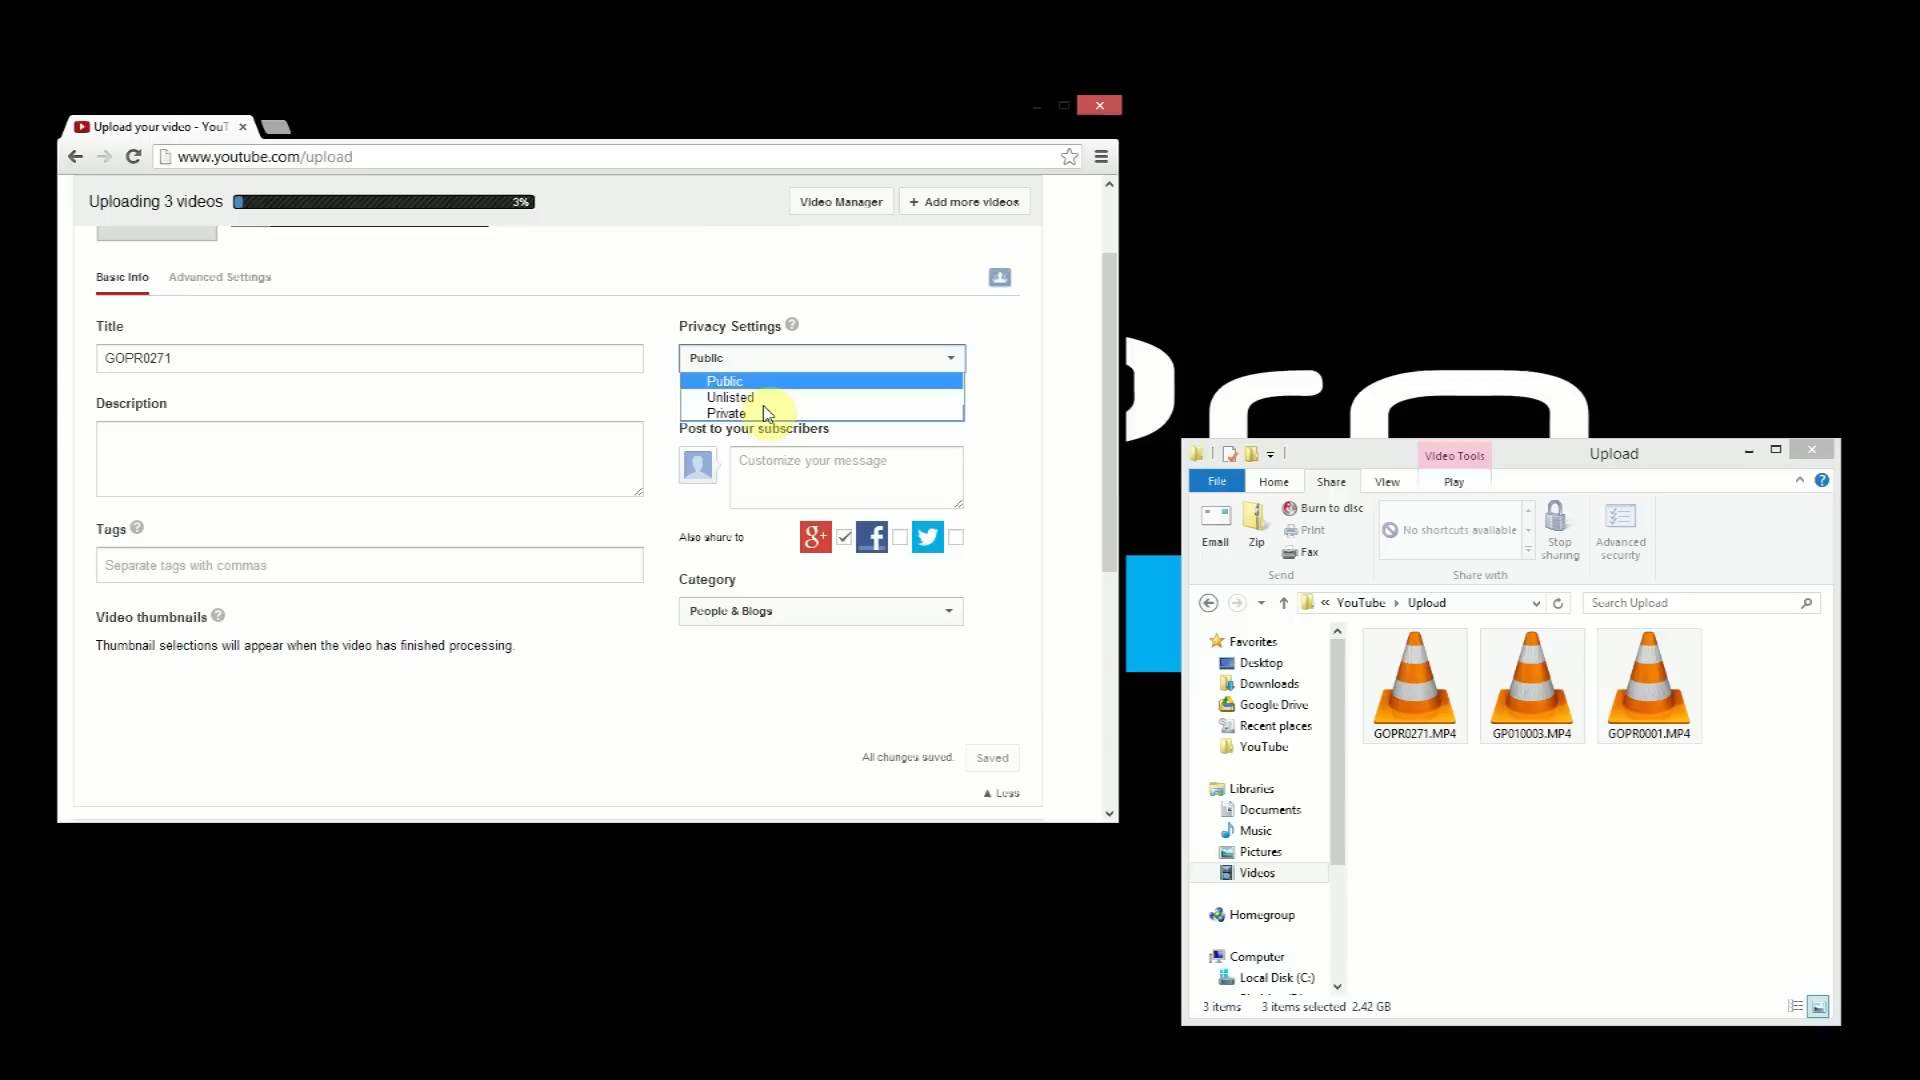 Upload your video - YouT
www.youtube.com/upload
Uploading 3 videos
3%
Video Manager
+ Add more videos
Basic Info
Advanced Settings
Title
GOPR0271
Description
Tags
Separate tags with commas
Video thumbnails
Thumbnail selections will appear when the video has finished processing.
Privacy Settings
Public
Public
Unlisted
Private
Post to your subscribers
Customize your message
Also share to
g+
f
Category
People & Blogs
All changes saved.
Saved
Less
Pro
Video Tools
Upload
File
Home
Share
View
Play
Email
Zip
Burn to disc
Print
Fax
No shortcuts available
Stop
sharing
Advanced
security
Send
Share with
« YouTube
Upload
Search Upload
Favorites
Desktop
Downloads
Google Drive
Recent places
YouTube
Libraries
Documents
Music
Pictures
Videos
Homegroup
Computer
Local Disk (C:)
GOPR0271.MP4
GP010003.MP4
GOPR0001.MP4
3 items
3 items selected 2.42 GB